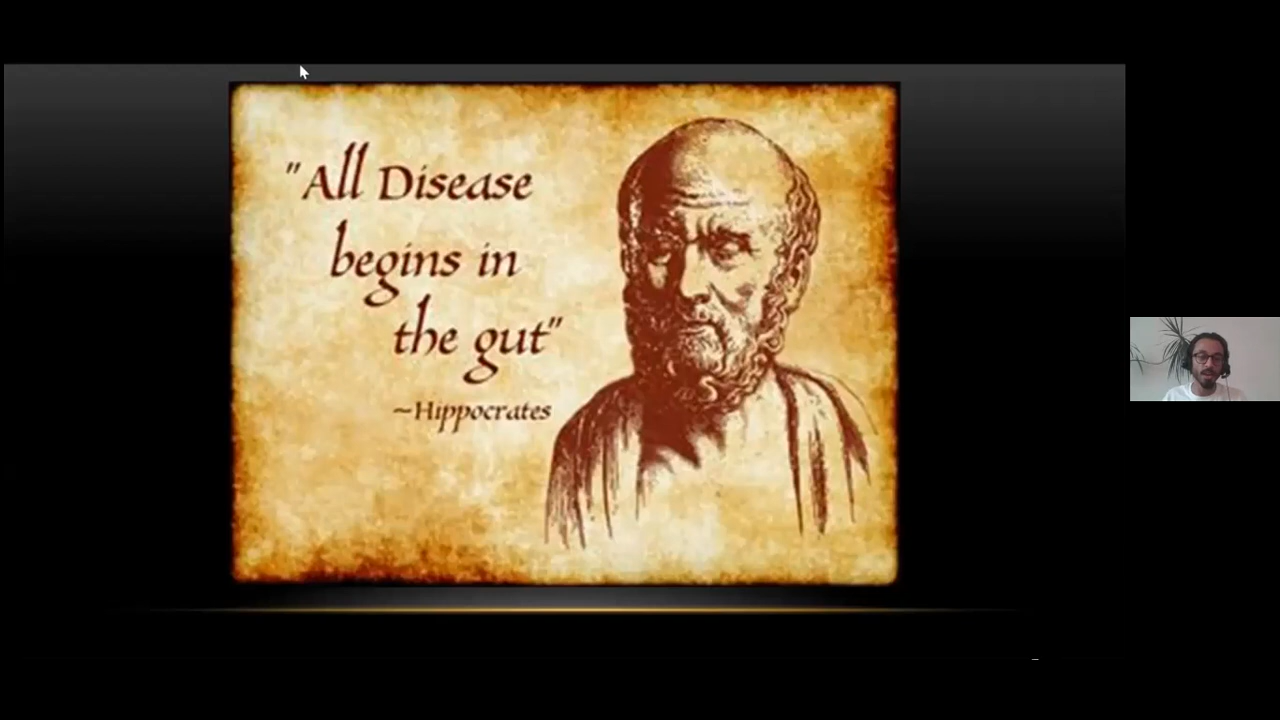 "All Disease
begins in
the gut"
~Hippocrates